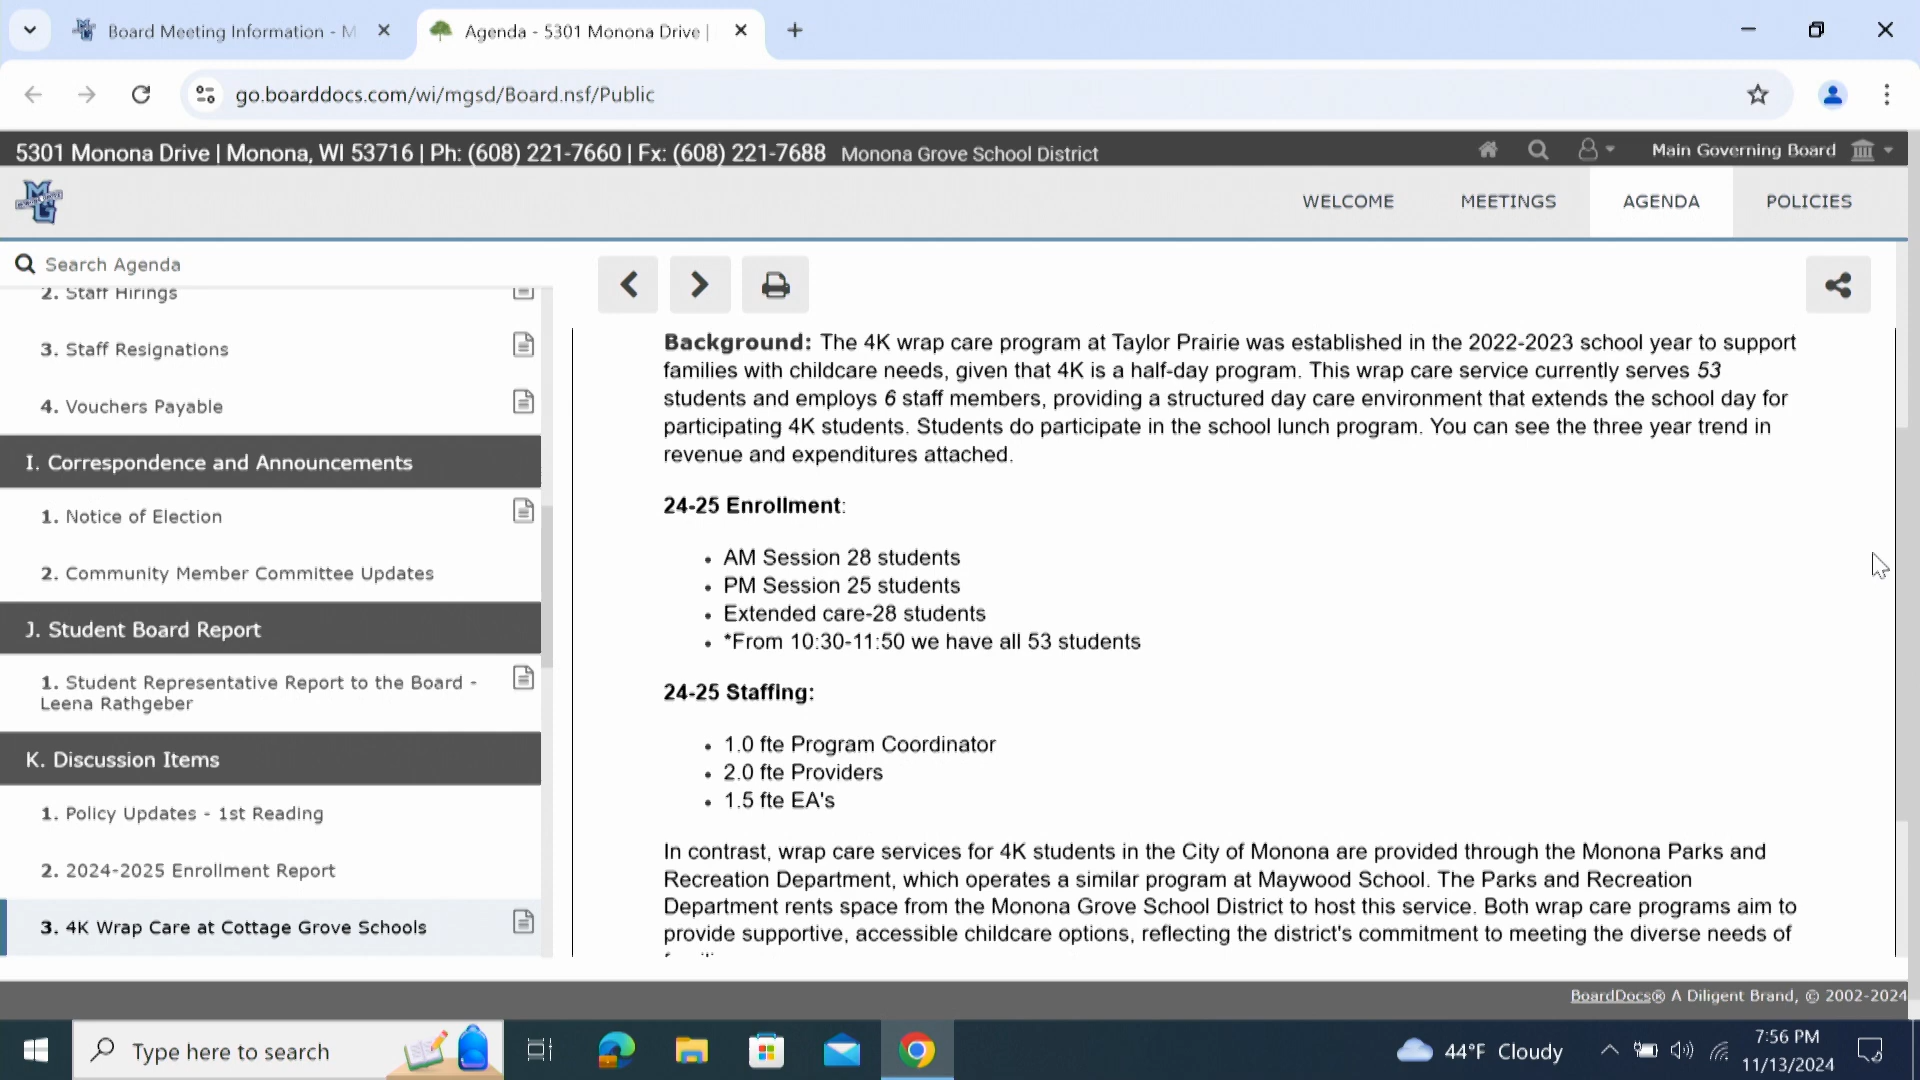 Board Meeting Information - M
Agenda - 5301 Monona Drive |
go.boarddocs.com/wi/mgsd/Board.nsf/Public
5301 Monona Drive | Monona, WI 53716 | Ph: (608) 221-7660 | Fx: (608) 221-7688 Monona Grove School District
Main Governing Board
MG
WELCOME
MEETINGS
AGENDA
POLICIES
Search Agenda
2. Staff Hirings
3. Staff Resignations
4. Vouchers Payable
I. Correspondence and Announcements
1. Notice of Election
2. Community Member Committee Updates
J. Student Board Report
1. Student Representative Report to the Board -
Leena Rathgeber
K. Discussion Items
1. Policy Updates - 1st Reading
2. 2024-2025 Enrollment Report
3. 4K Wrap Care at Cottage Grove Schools
Background: The 4K wrap care program at Taylor Prairie was established in the 2022-2023 school year to support
families with childcare needs, given that 4K is a half-day program. This wrap care service currently serves 53
students and employs 6 staff members, providing a structured day care environment that extends the school day for
participating 4K students. Students do participate in the school lunch program. You can see the three year trend in
revenue and expenditures attached.
24-25 Enrollment:
• AM Session 28 students
• PM Session 25 students
• Extended care-28 students
• *From 10:30-11:50 we have all 53 students
24-25 Staffing:
• 1.0 fte Program Coordinator
• 2.0 fte Providers
• 1.5 fte EA's
In contrast, wrap care services for 4K students in the City of Monona are provided through the Monona Parks and
Recreation Department, which operates a similar program at Maywood School. The Parks and Recreation
Department rents space from the Monona Grove School District to host this service. Both wrap care programs aim to
provide supportive, accessible childcare options, reflecting the district's commitment to meeting the diverse needs of
BoardDocs® A Diligent Brand, © 2002-2024
Type here to search
44°F Cloudy
7:56 PM
11/13/2024